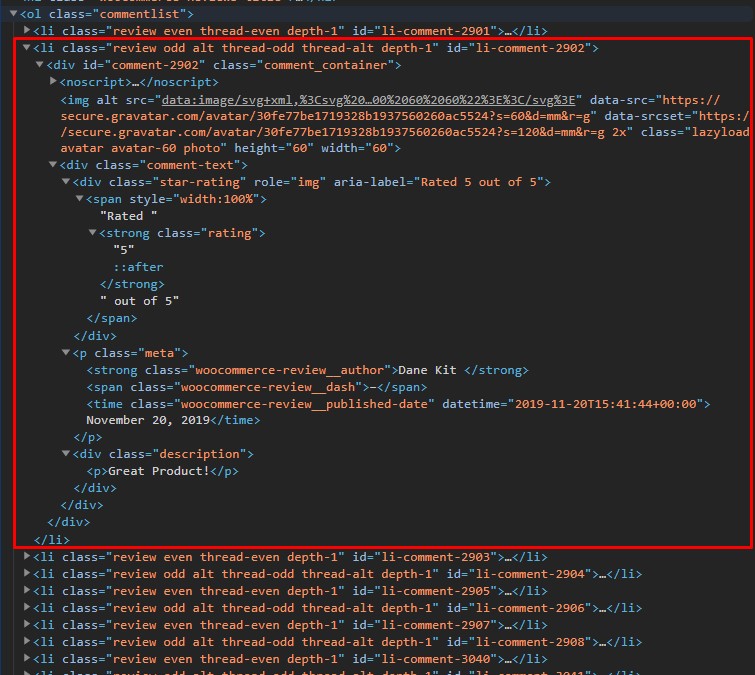 <ol class="commentlist">
<li class="review even thread-even depth-1" id="li-comment-2901">…</li>
<li class="review odd alt thread-odd thread-alt depth-1" id="li-comment-2902">
<div id="comment-2902" class="comment_container">
<noscript>…</noscript>
<img alt src="data:image/svg+xml,%3Csvg%20…00%2060%2060%22%3E%3C/svg%3E" data-src="https://
secure.gravatar.com/avatar/30fe77be1719328b1937560260ac5524?s=60&d=mm&r=g" data-srcset="https:/
/secure.gravatar.com/avatar/30fe77be1719328b1937560260ac5524?s=120&d=mm&r=g 2x" class="lazyload
avatar avatar-60 photo" height="60" width="60">
<div class="comment-text">
<div class="star-rating" role="img" aria-label="Rated 5 out of 5">
<span style="width:100%">
"Rated "
<strong class="rating">
"5"
::after
</strong>
" out of 5"
</span>
</div>
<p class="meta">
<strong class="woocommerce-review__author">Dane Kit </strong>
<span class="woocommerce-review__dash">–</span>
<time class="woocommerce-review__published-date" datetime="2019-11-20T15:41:44+00:00">
November 20, 2019</time>
</p>
<div class="description">
<p>Great Product!</p>
</div>
</div>
</div>
</li>
<li class="review even thread-even depth-1" id="li-comment-2903">…</li>
<li class="review odd alt thread-odd thread-alt depth-1" id="li-comment-2904">…</li>
<li class="review even thread-even depth-1" id="li-comment-2905">…</li>
<li class="review odd alt thread-odd thread-alt depth-1" id="li-comment-2906">…</li>
<li class="review even thread-even depth-1" id="li-comment-2907">…</li>
<li class="review odd alt thread-odd thread-alt depth-1" id="li-comment-2908">…</li>
<li class="review even thread-even depth-1" id="li-comment-3040">…</li>